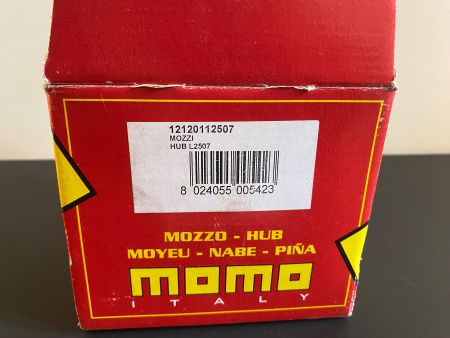 12120112507
MOZZI
HUB L2507
8 024055 005423
MOZZO - HUB
MOYEU - NABE - PIÑA
momo
ITALY